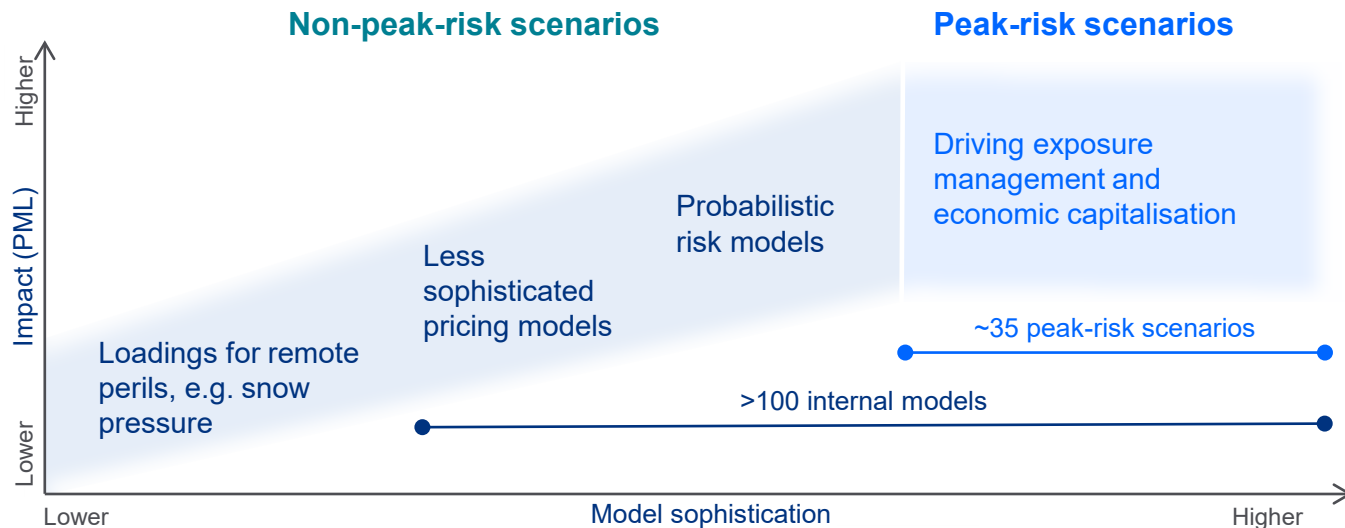 Non-peak-risk scenarios
Peak-risk scenarios
Higher
Impact (PML)
Lower
Driving exposure
management and
economic capitalisation
Probabilistic
risk models
Less
sophisticated
pricing models
Loadings for remote
perils, e.g. snow
pressure
~35 peak-risk scenarios
>100 internal models
Lower
Model sophistication
Higher